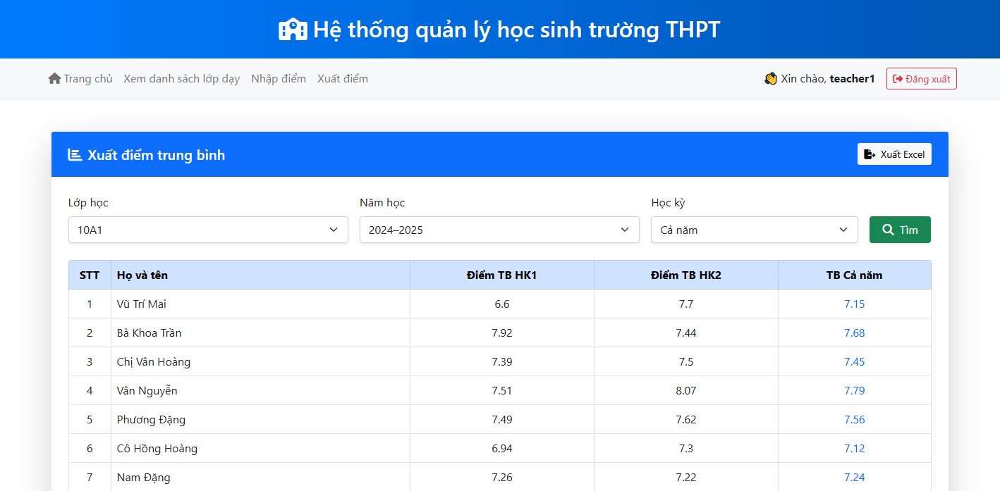 Hệ thống quản lý học sinh trường THPT
Trang chủ Xem danh sách lớp dạy Nhập điểm Xuất điểm Xin chào, teacher1 Đăng xuất
Xuất điểm trung bình Xuất Excel
Lớp học Năm học Học kỳ
10A1 2024–2025 Cả năm Tìm
STT Họ và tên Điểm TB HK1 Điểm TB HK2 TB Cả năm
1 Vũ Trí Mai 6.6 7.7 7.15
2 Bà Khoa Trần 7.92 7.44 7.68
3 Chị Vân Hoàng 7.39 7.5 7.45
4 Vân Nguyễn 7.51 8.07 7.79
5 Phương Đặng 7.49 7.62 7.56
6 Cô Hồng Hoàng 6.94 7.3 7.12
7 Nam Đặng 7.26 7.22 7.24